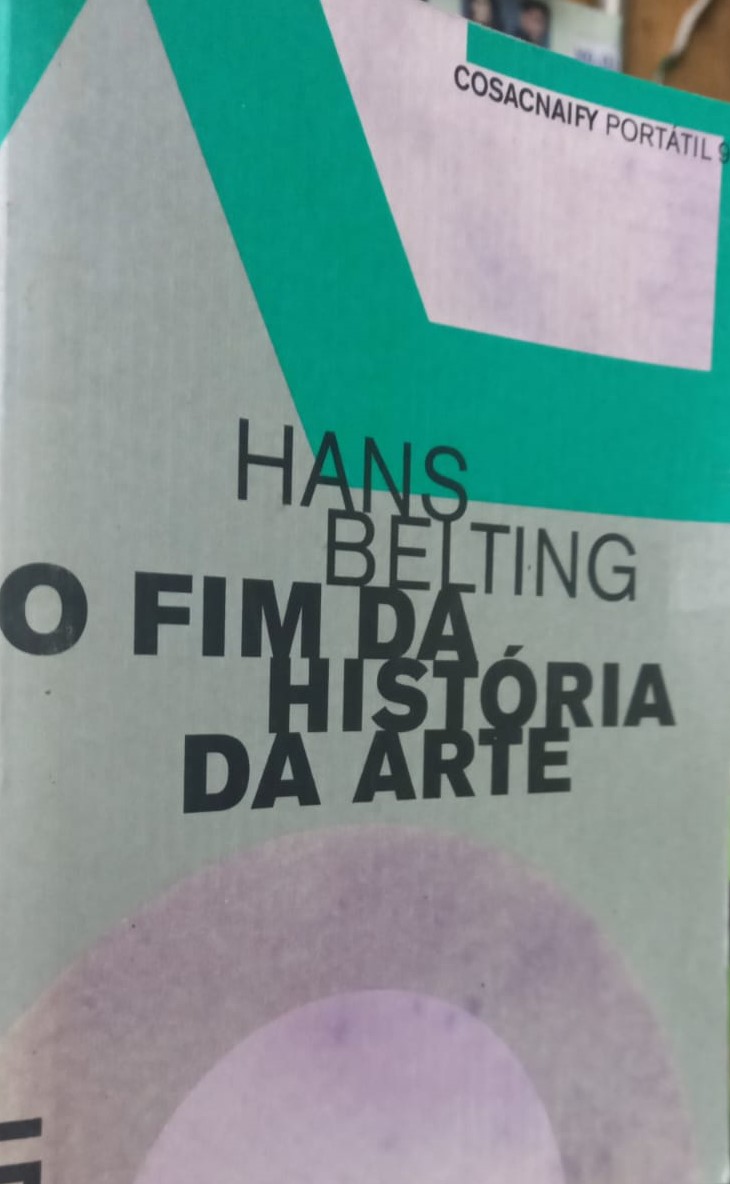 COSACNAIFY PORTÁTIL 9
HANS
BELTING
O FIM DA
HISTÓRIA
DA ARTE